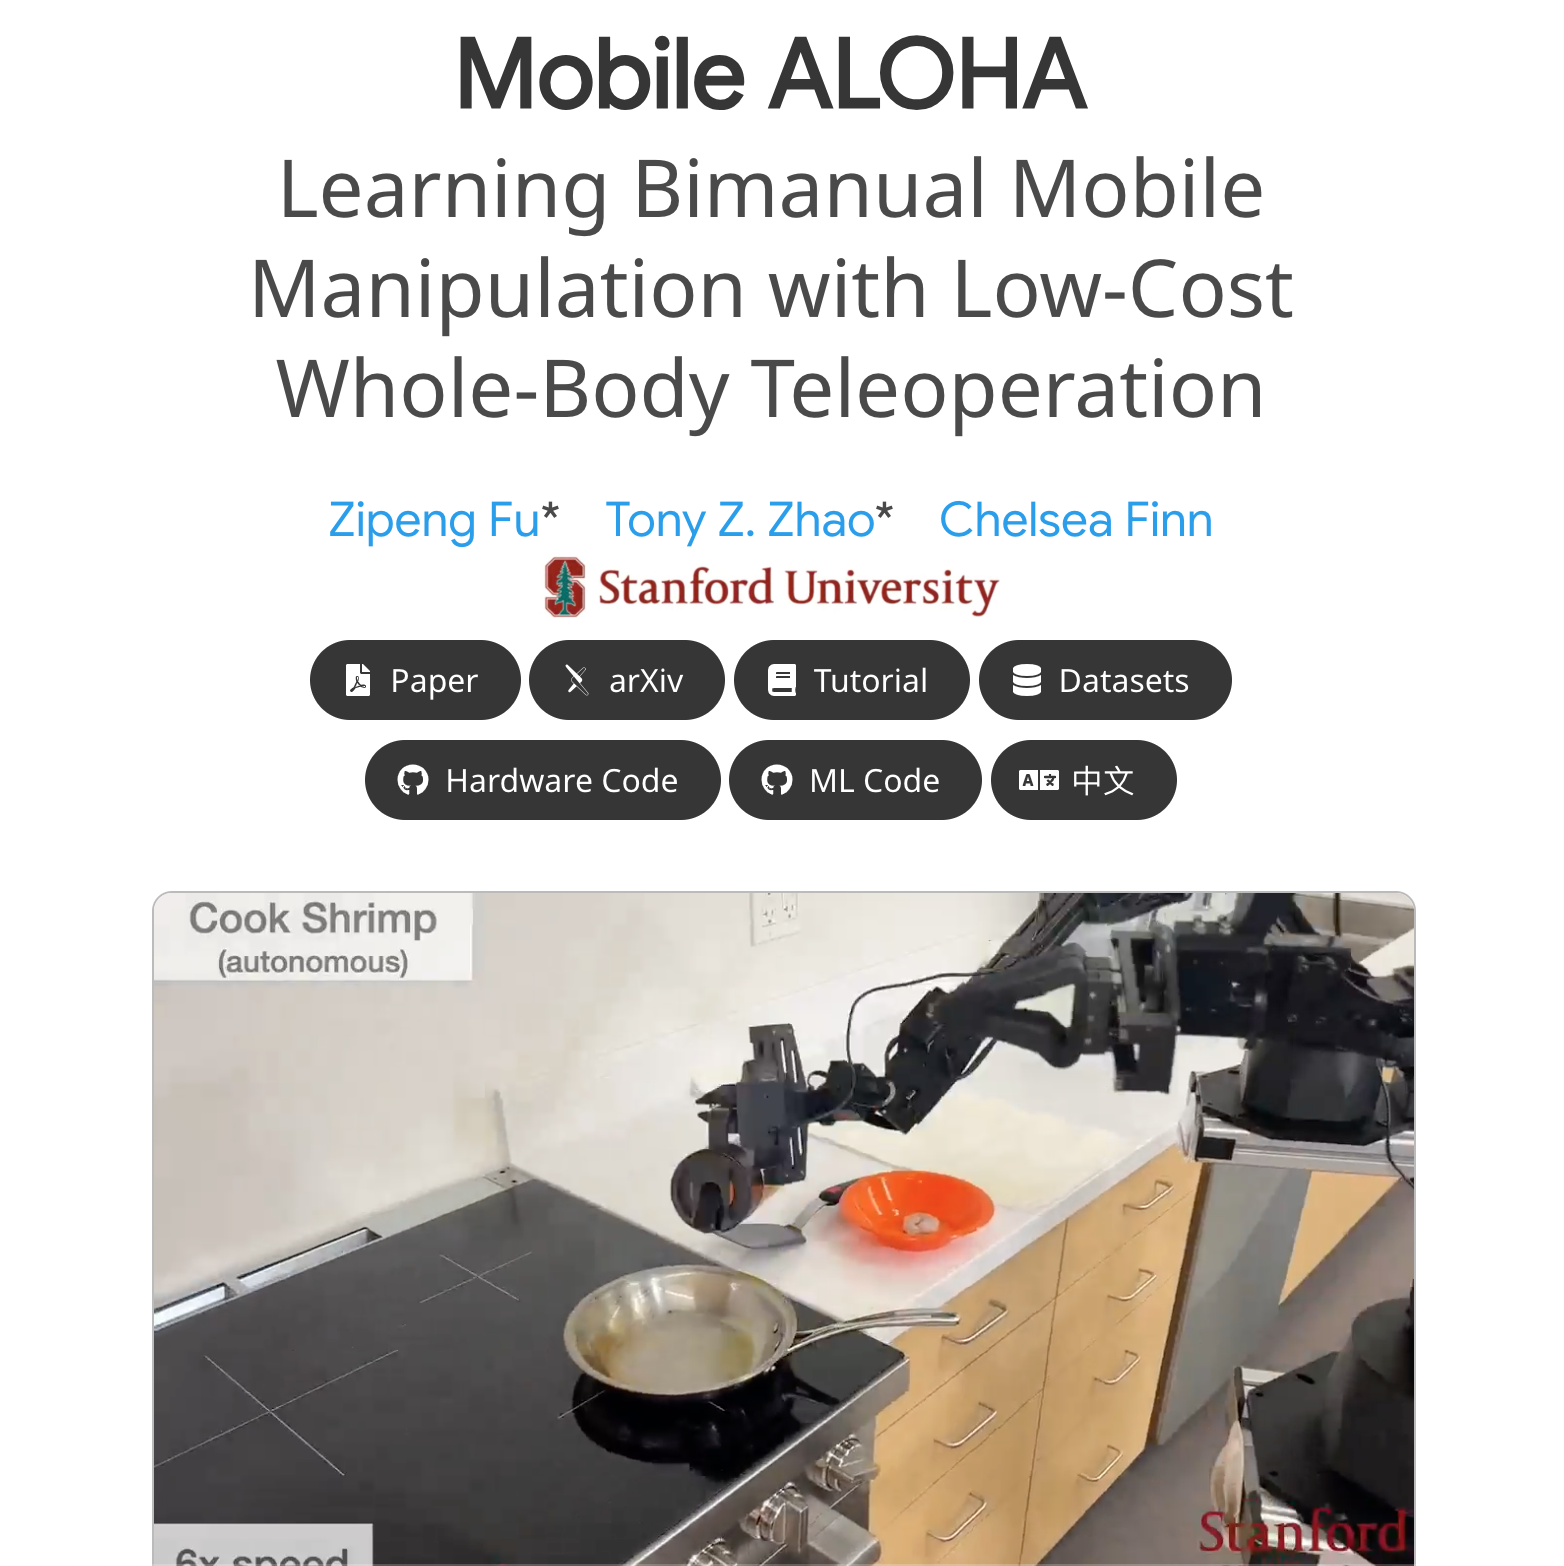 Mobile ALOHA
Learning Bimanual Mobile
Manipulation with Low-Cost
Whole-Body Teleoperation
Zipeng Fu* Tony Z. Zhao* Chelsea Finn
Stanford University
Paper arXiv Tutorial Datasets
Hardware Code ML Code 中文
Cook Shrimp
(autonomous)
6x speed
Stanford